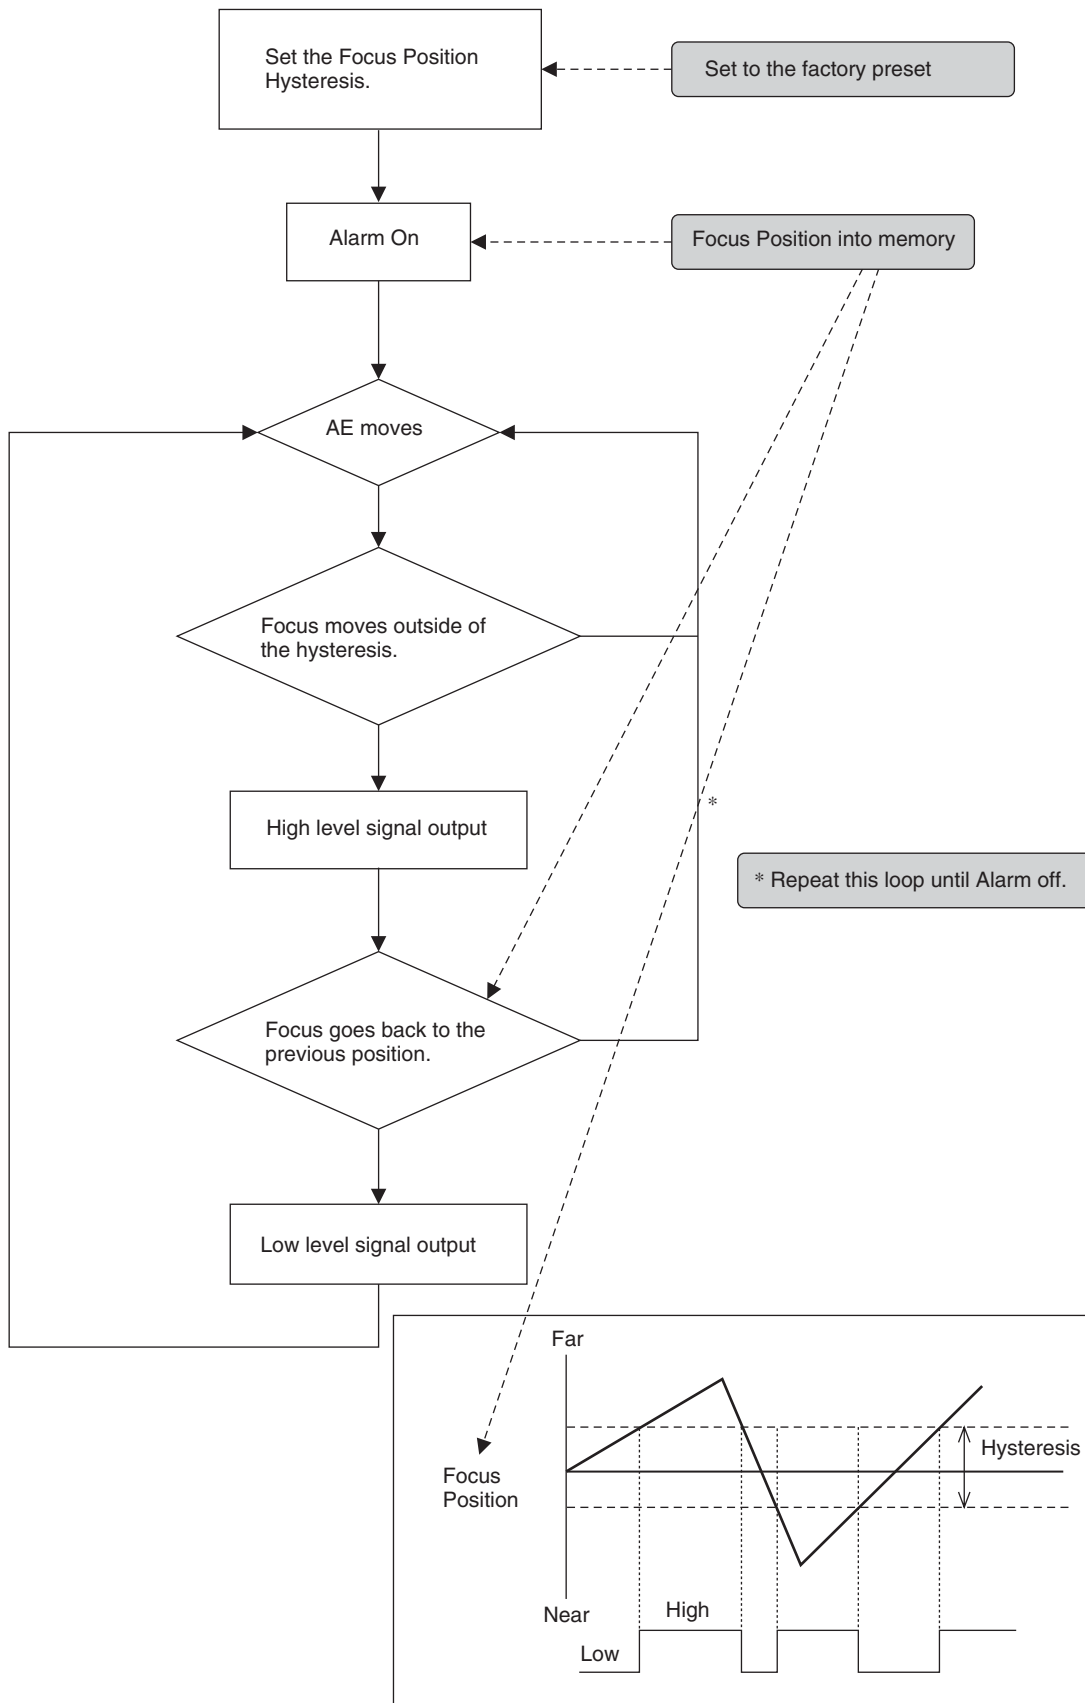 Set the Focus Position
Hysteresis.
Set to the factory preset
Alarm On
Focus Position into memory
AE moves
Focus moves outside of
the hysteresis.
High level signal output
*
* Repeat this loop until Alarm off.
Focus goes back to the
previous position.
Low level signal output
Far
Hysteresis
Focus
Position
Near
High
Low